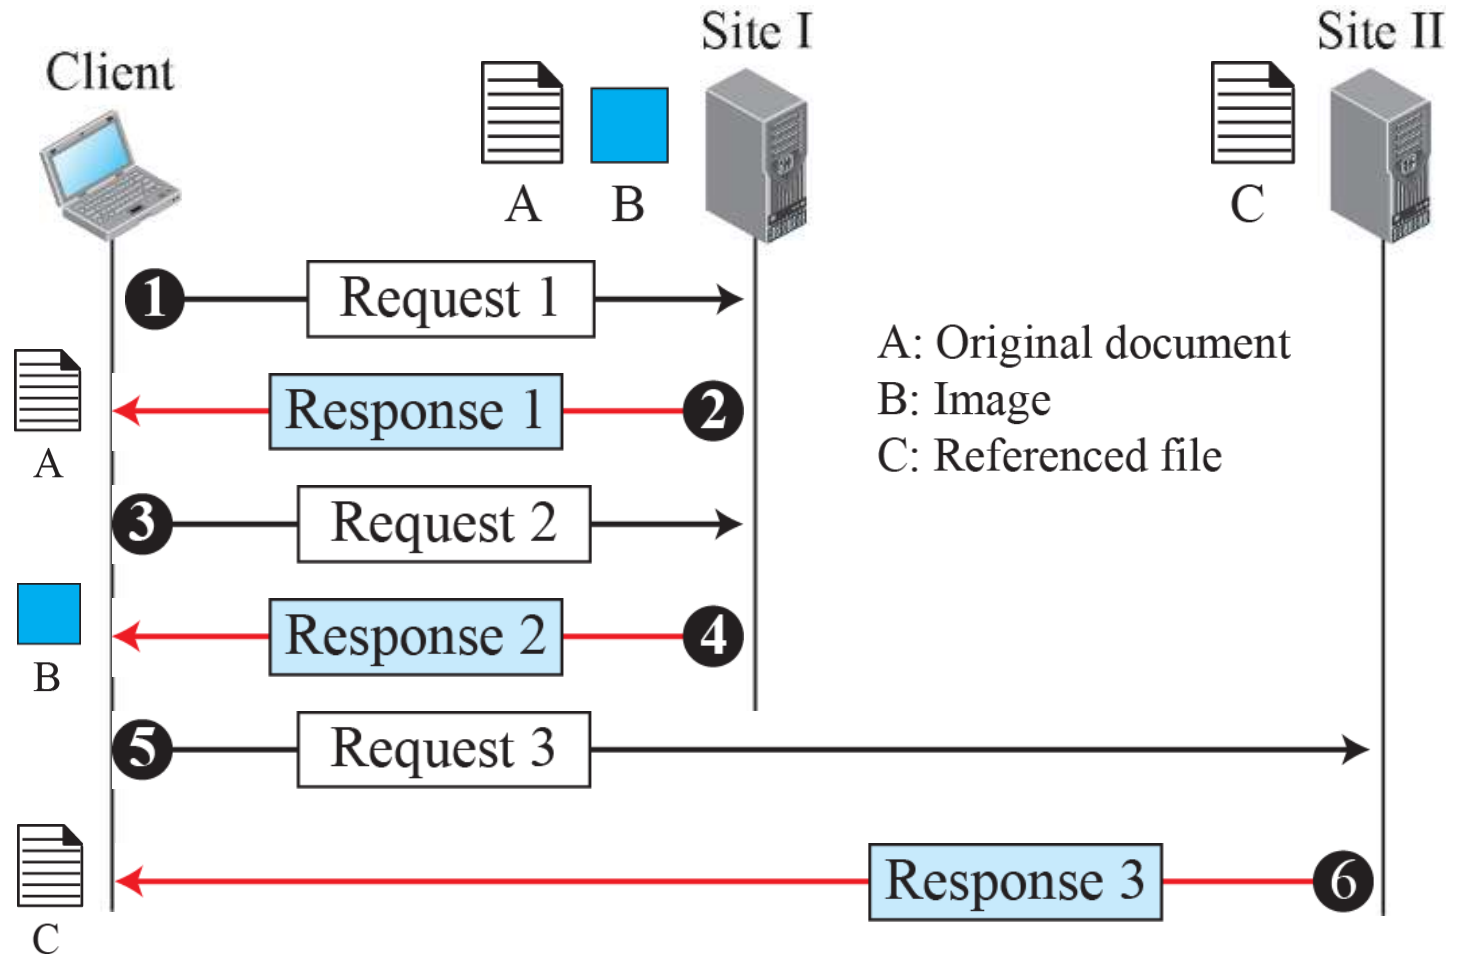 Client
Site I
Site II
A
B
C
1
Request 1
A: Original document
B: Image
C: Referenced file
Response 1
2
A
3
Request 2
Response 2
4
B
5
Request 3
Response 3
6
C